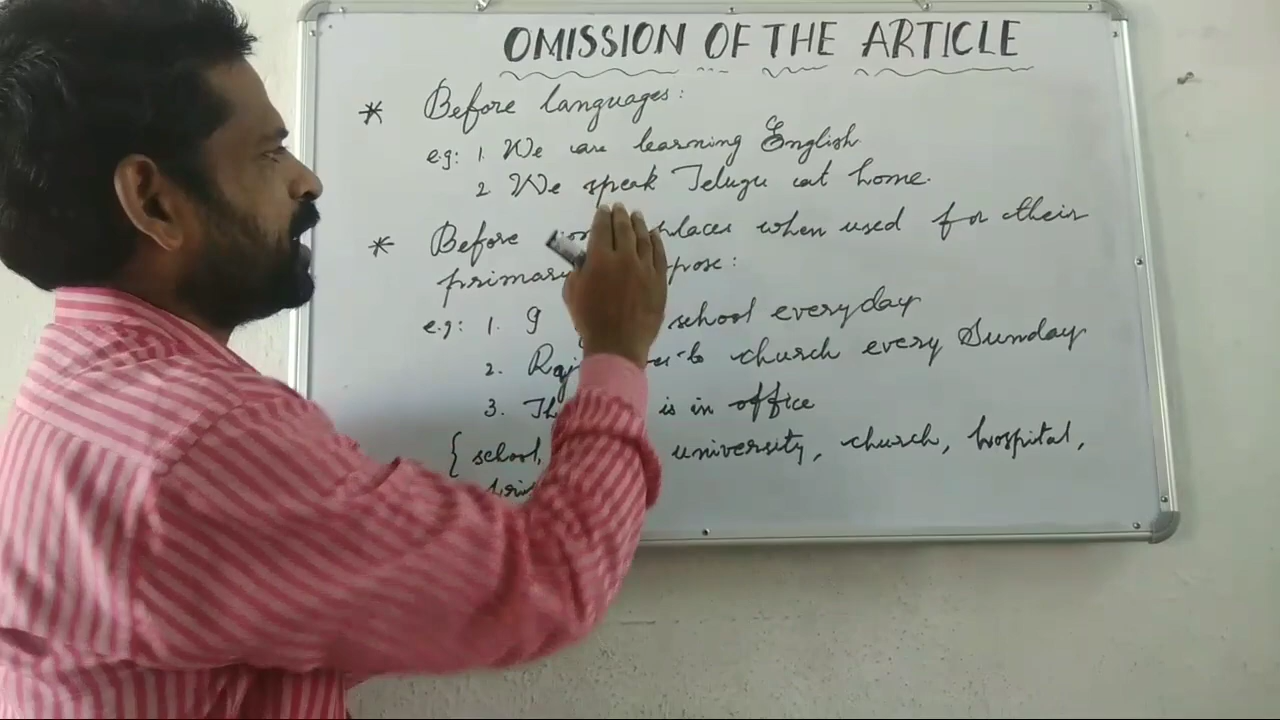 OMISSION OF THE ARTICLE
* Before languages:
e.g: 1. We are learning English
2. We speak Telugu at home.
* Before places when used for their
primary
e.g: 1. I school everyday
2. church every Sunday
3. is in office
{ school, university, church, hospital,